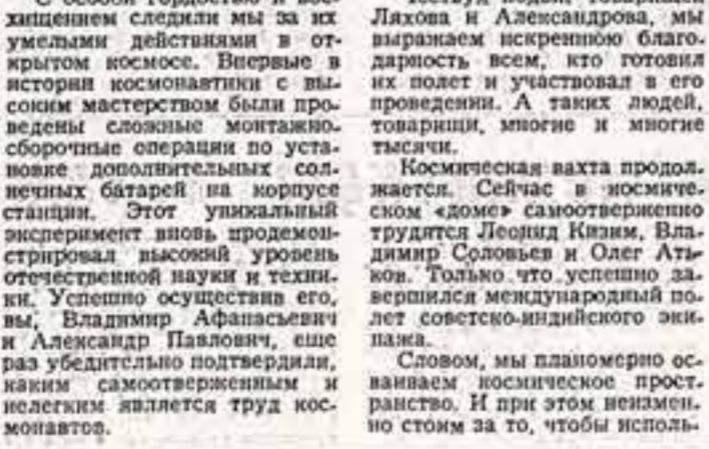 С особой гордостью и вос-
хищением следили мы за их
умелыми действиями в от-
крытом космосе. Впервые в
истории космонавтики с вы-
соким мастерством были про-
ведены сложные монтажно-
сборочные операции по уста-
новке дополнительных сол-
нечных батарей на корпусе
станции. Этот уникальный
эксперимент вновь продемон-
стрировал высокий уровень
отечественной науки и техни-
ки. Успешно осуществив его,
вы, Владимир Афанасьевич
и Александр Павлович, еще
раз убедительно подтвердили,
каким самоотверженным и
нелегким является труд кос-
монавтов.
подвиг товарищей
Ляхова и Александрова, мы
выражаем искреннюю благо-
дарность всем, кто готовил
их полет и участвовал в его
проведении. А таких людей,
товарищи, многие и многие
тысячи.
Космическая вахта продол-
жается. Сейчас в космиче-
ском «доме» самоотверженно
трудятся Леонид Кизим, Вла-
димир Соловьев и Олег Ать-
ков. Только что успешно за-
вершился международный по-
лет советско-индийского эки-
пажа.
Словом, мы планомерно ос-
ваиваем космическое прост-
ранство. И при этом неизмен-
но стоим за то, чтобы исполь-